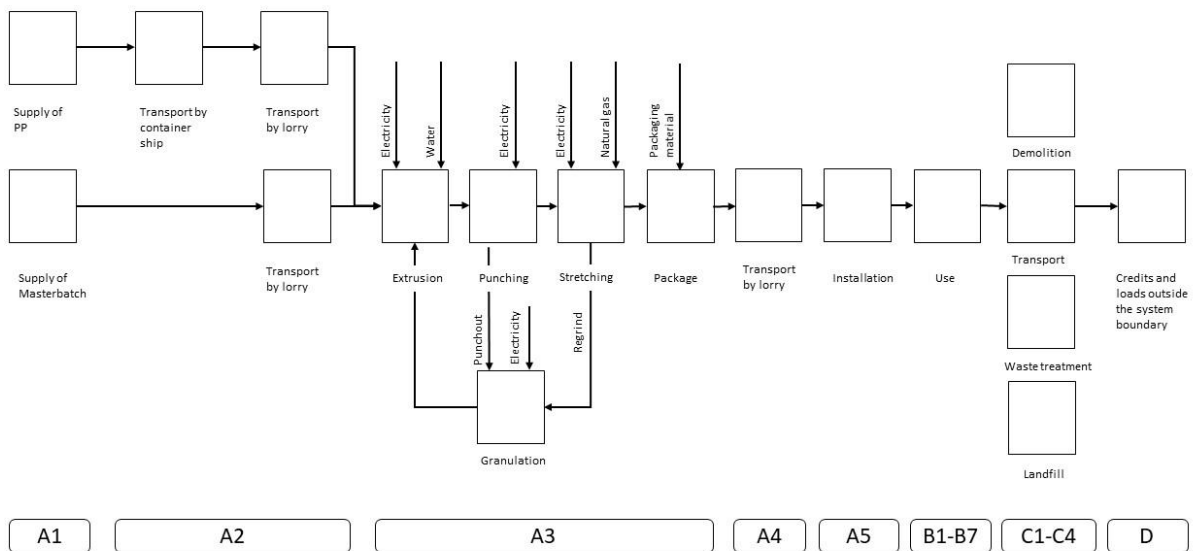 Supply of
PP
Transport by
container
ship
Transport
by lorry
Electricity
Water
Electricity
Electricity
Natural gas
Packaging
material
Demolition
Supply of
Masterbatch
Transport
by lorry
Extrusion
Punching
Stretching
Package
Transport
by lorry
Installation
Use
Transport
Credits and
loads outside
the system
boundary
Punchout
Electricity
Regrind
Waste treatment
Granulation
Landfill
A1
A2
A3
A4
A5
B1-B7
C1-C4
D